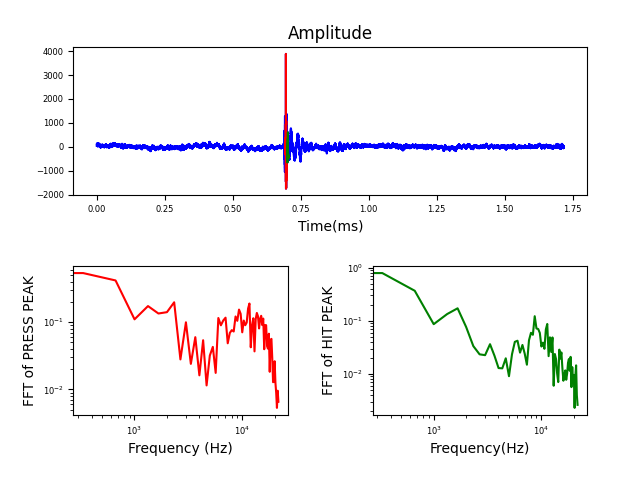 Amplitude
4000
3000
2000
1000
0
−1000
−2000
0.00 0.25 0.50 0.75 1.00 1.25 1.50 1.75
Time(ms)
FFT of PRESS PEAK
10⁻¹
10⁻²
10³ 10⁴
Frequency (Hz)
FFT of HIT PEAK
10⁰
10⁻¹
10⁻²
10³ 10⁴
Frequency(Hz)